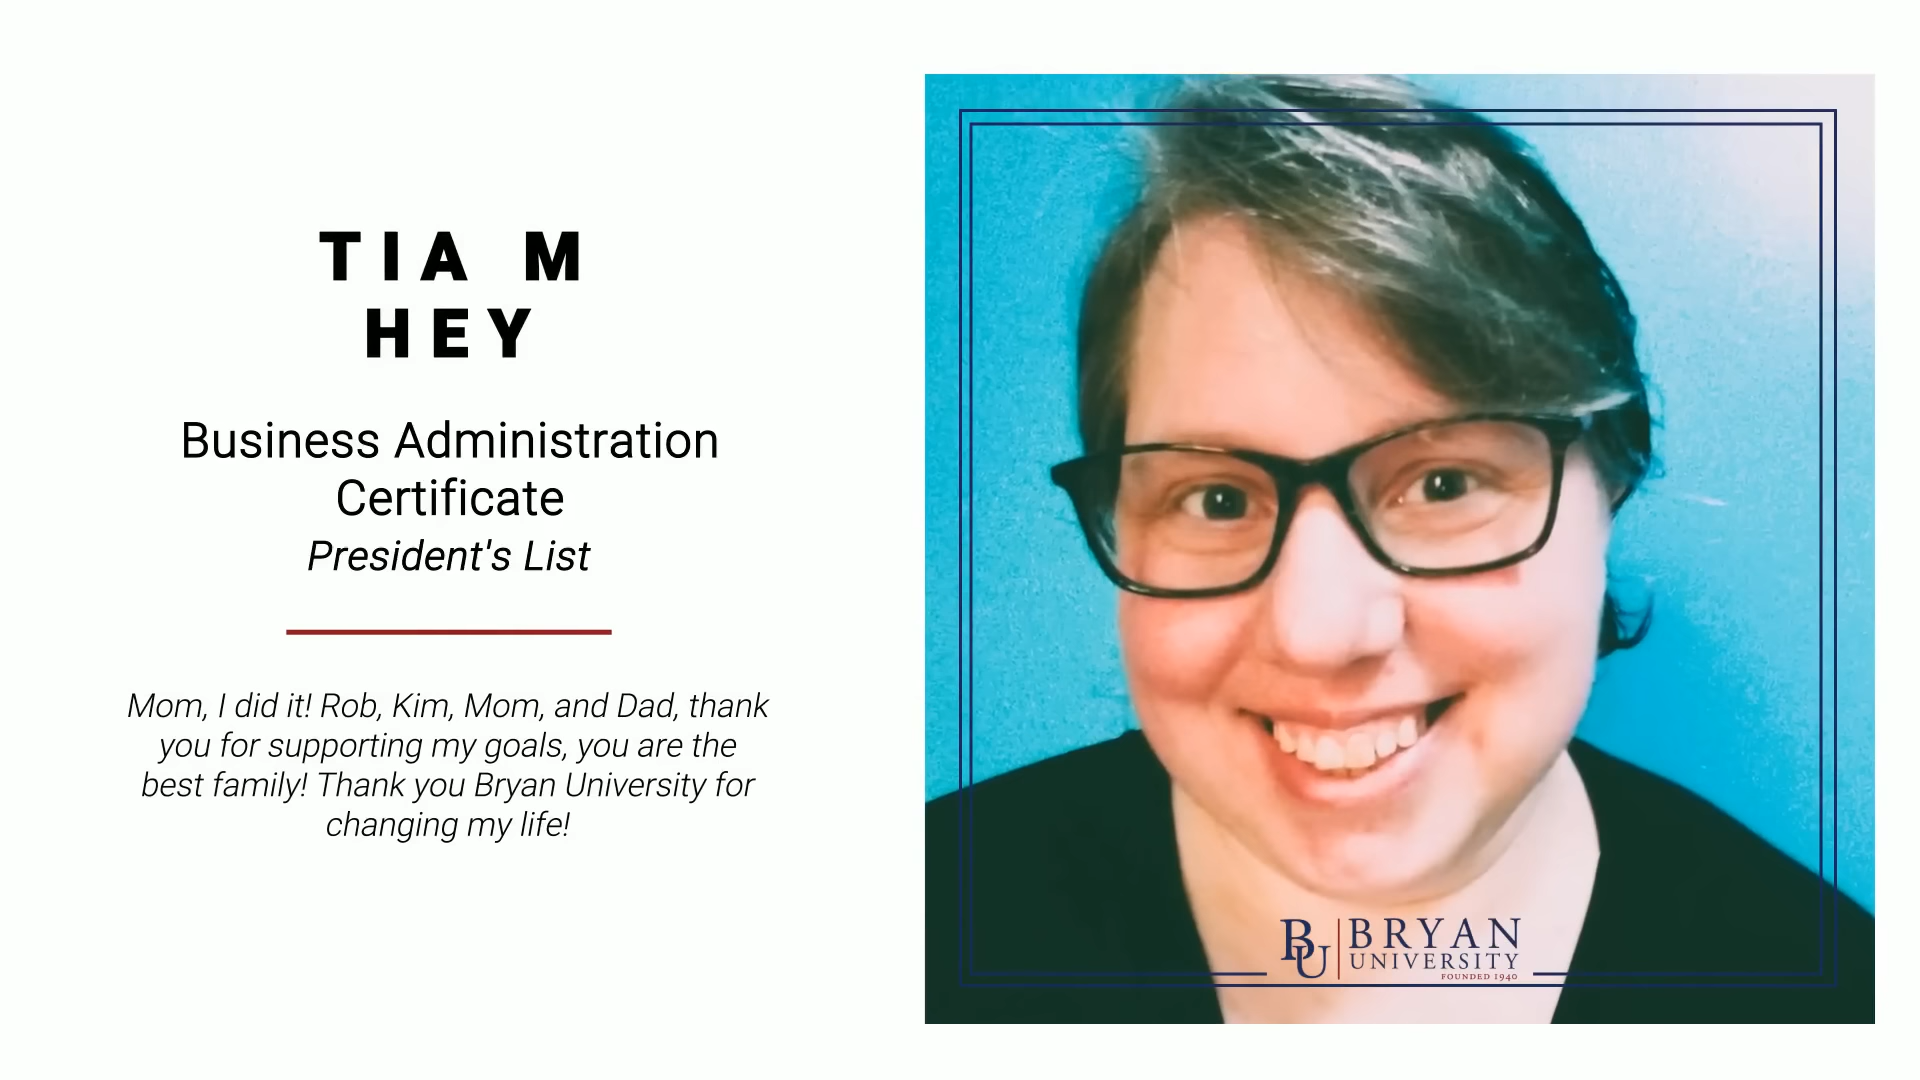 TIA M
HEY
Business Administration
Certificate
President's List
Mom, I did it! Rob, Kim, Mom, and Dad, thank
you for supporting my goals, you are the
best family! Thank you Bryan University for
changing my life!
BU BRYAN
UNIVERSITY
FOUNDED 1940